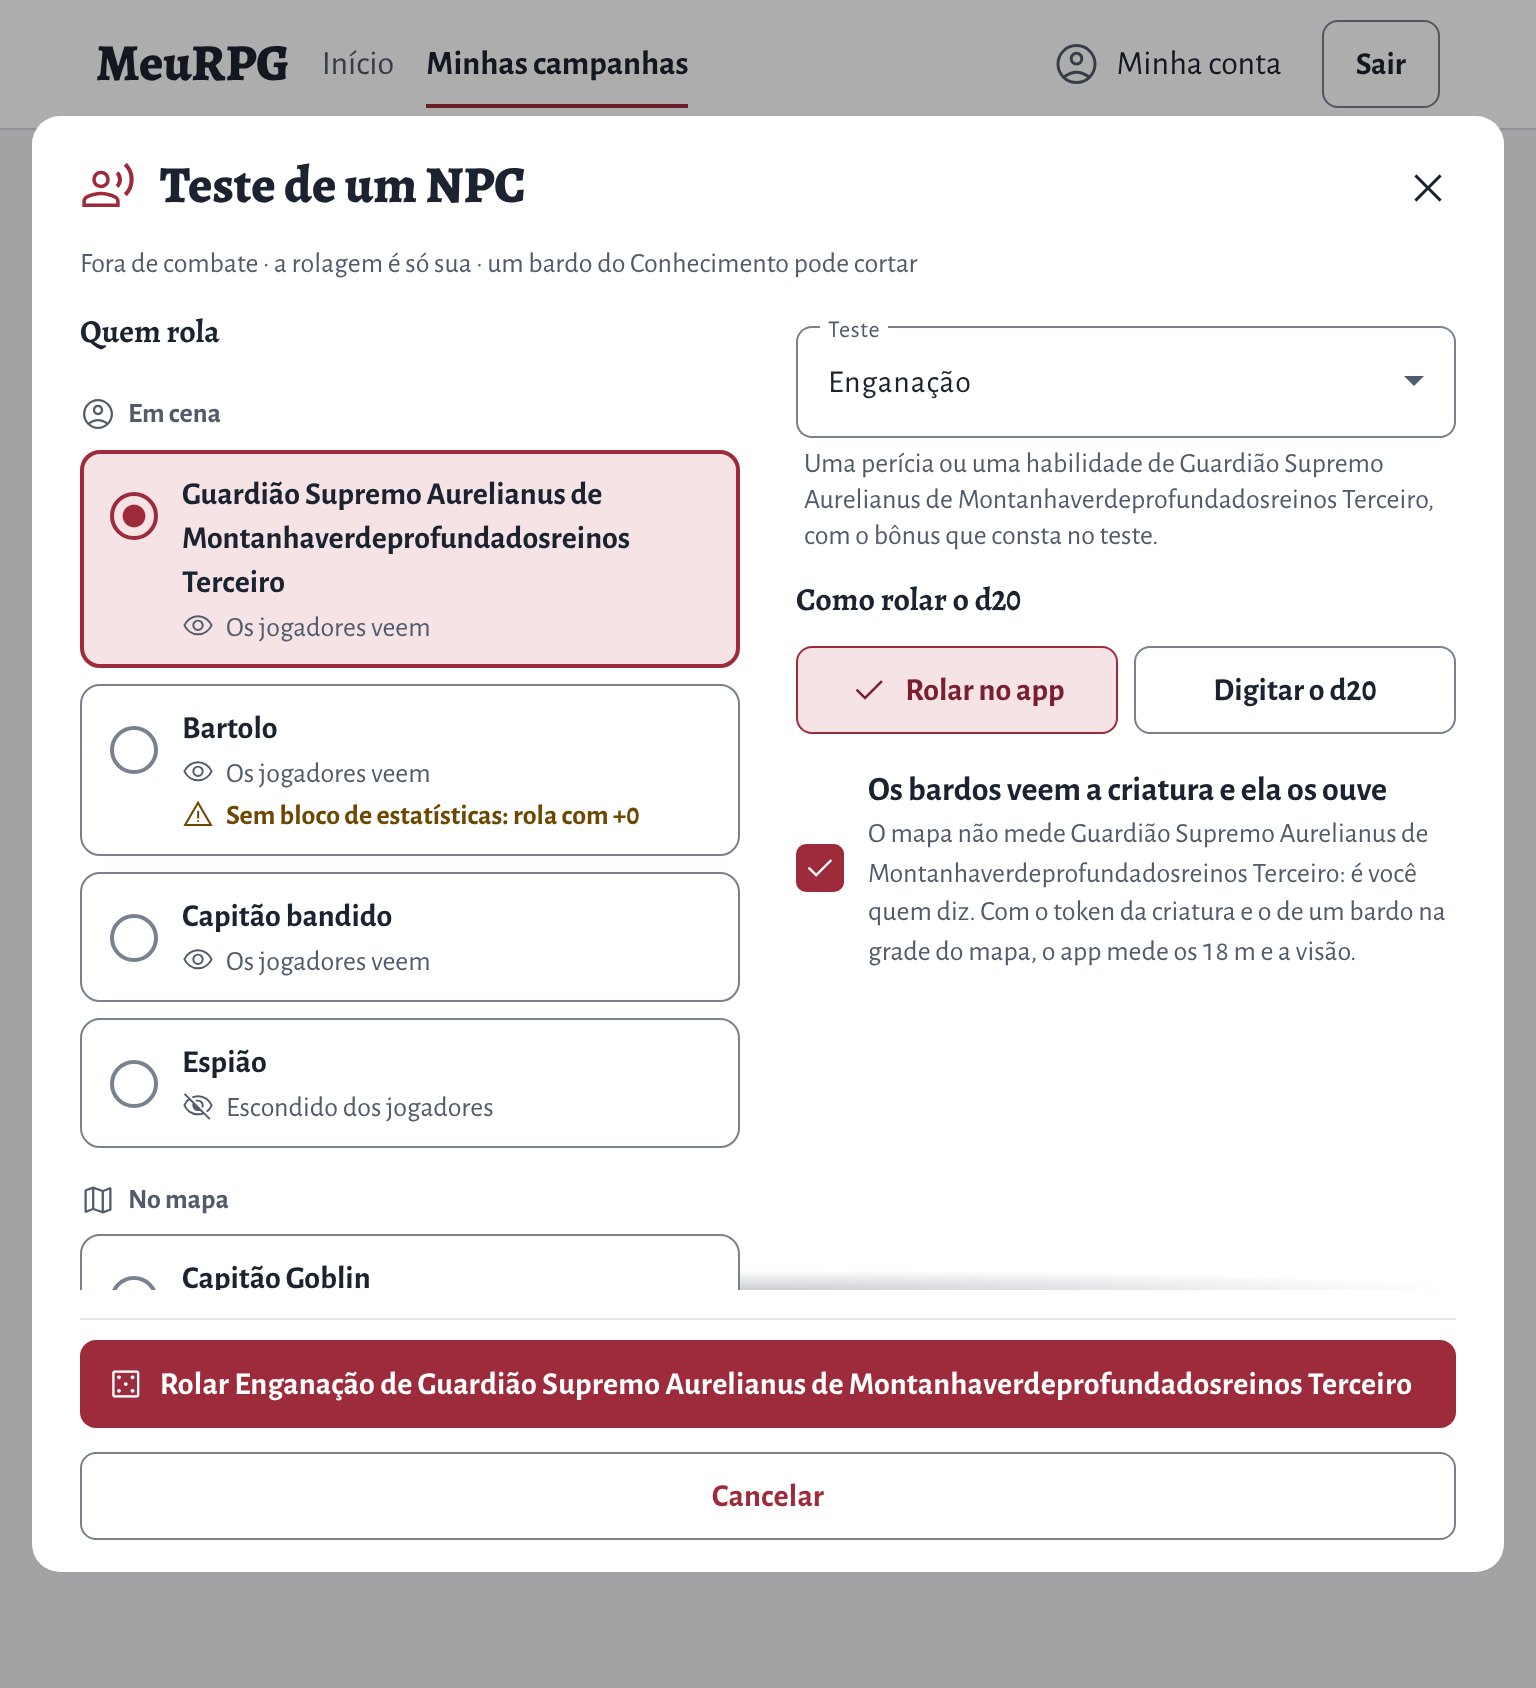 MeuRPG
Início
Minhas campanhas
Minha conta
Sair
Teste de um NPC
Fora de combate · a rolagem é só sua · um bardo do Conhecimento pode cortar
Quem rola
Em cena
Guardião Supremo Aurelianus de
Montanhaverdeprofundadosreinos
Terceiro
Os jogadores veem
Bartolo
Os jogadores veem
Sem bloco de estatísticas: rola com +0
Capitão bandido
Os jogadores veem
Espião
Escondido dos jogadores
No mapa
Capitão Goblin
Teste
Enganação
Uma perícia ou uma habilidade de Guardião Supremo
Aurelianus de Montanhaverdeprofundadosreinos Terceiro,
com o bônus que consta no teste.
Como rolar o d20
Rolar no app
Digitar o d20
Os bardos veem a criatura e ela os ouve
O mapa não mede Guardião Supremo Aurelianus de
Montanhaverdeprofundadosreinos Terceiro: é você
quem diz. Com o token da criatura e o de um bardo na
grade do mapa, o app mede os 18 m e a visão.
Rolar Enganação de Guardião Supremo Aurelianus de Montanhaverdeprofundadosreinos Terceiro
Cancelar